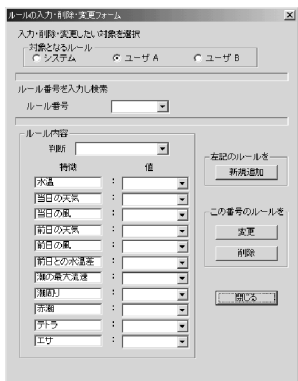 ルールの入力・削除・変更フォーム
入力・削除・変更したい対象を選択
対象となるルール
システム ユーザA ユーザB
ルール番号を入力し検索
ルール番号
ルール内容
判断
特徴 値
水温 :
当日の天気 :
当日の風 :
前日の天気 :
前日の風 :
前日との水温差 :
潮の最大流速 :
潮周り :
赤潮 :
テトラ :
エサ :
左記のルールを
新規追加
この番号のルールを
変更
削除
閉じる